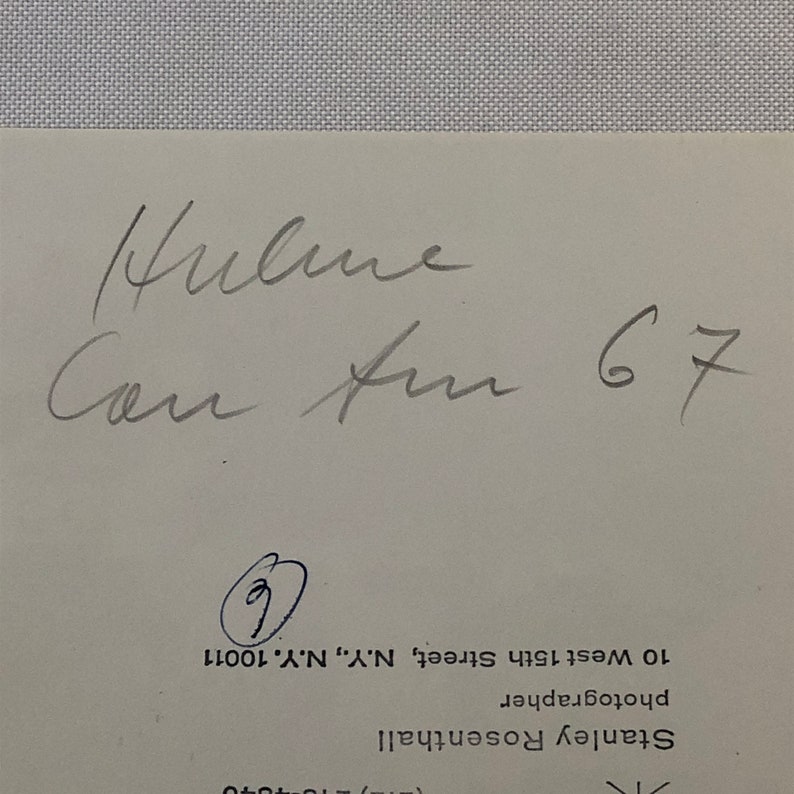 Hulme
Can Am 67
Stanley Rosenthall
photographer
10 West 15th Street, N.Y., N.Y. 10011